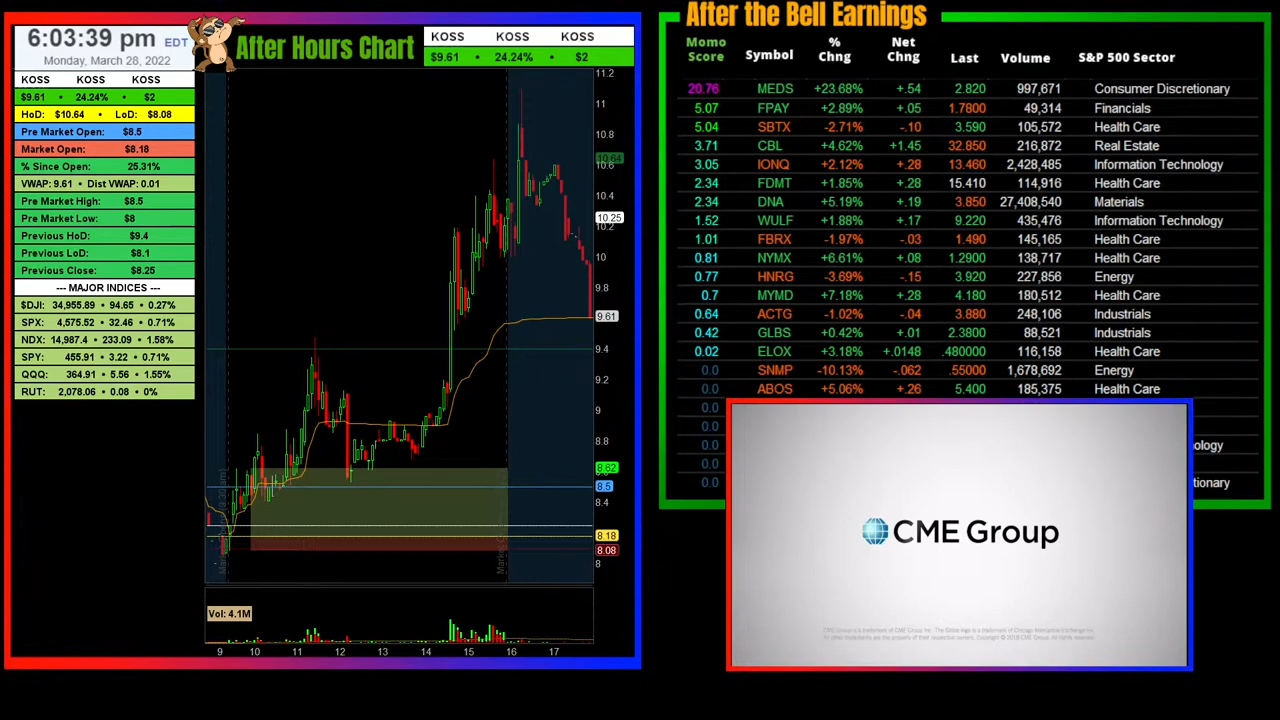 6:03:39 pm EDT
Monday, March 28, 2022
After Hours Chart
KOSS KOSS KOSS
$9.61 • 24.24% • $2
KOSS KOSS KOSS
$9.61 • 24.24% • $2
HoD: $10.64 LoD: $8.08
Pre Market Open: $8.5
Market Open: $8.18
% Since Open: 25.31%
VWAP: 9.61 • Dist VWAP: 0.01
Pre Market High: $8.5
Pre Market Low: $8
Previous HoD: $9.4
Previous LoD: $8.1
Previous Close: $8.25
--- MAJOR INDICES ---
$DJI: 34,955.89 • 94.65 • 0.27%
SPX: 4,575.52 • 32.46 • 0.71%
NDX: 14,987.4 • 233.09 • 1.58%
SPY: 455.91 • 3.22 • 0.71%
QQQ: 364.91 • 5.56 • 1.55%
RUT: 2,078.06 • 0.08 • 0%
11.2
11
10.8
10.64
10.6
10.4
10.25
10.2
10
9.8
9.61
9.4
9.2
9
8.8
8.62
8.5
8.4
8.18
8.08
8
Vol: 4.1M
9 10 11 12 13 14 15 16 17
After the Bell Earnings
Momo Score Symbol % Chng Net Chng Last Volume S&P 500 Sector
20.76 MEDS +23.68% +.54 2.820 997,671 Consumer Discretionary
5.07 FPAY +2.89% +.05 1.7800 49,314 Financials
5.04 SBTX -2.71% -.10 3.590 105,572 Health Care
3.71 CBL +4.62% +1.45 32.850 216,872 Real Estate
3.05 IONQ +2.12% +.28 13.460 2,428,485 Information Technology
2.34 FDMT +1.85% +.28 15.410 114,916 Health Care
2.34 DNA +5.19% +.19 3.850 27,408,540 Materials
1.52 WULF +1.88% +.17 9.220 435,476 Information Technology
1.01 FBRX -1.97% -.03 1.490 145,165 Health Care
0.81 NYMX +6.61% +.08 1.2900 138,717 Health Care
0.77 HNRG -3.69% -.15 3.920 227,856 Energy
0.7 MYMD +7.18% +.28 4.180 180,512 Health Care
0.64 ACTG -1.02% -.04 3.880 248,106 Industrials
0.42 GLBS +0.42% +.01 2.3800 88,521 Industrials
0.02 ELOX +3.18% +.0148 .480000 116,158 Health Care
0.0 SNMP -10.13% -.062 .55000 1,678,692 Energy
0.0 ABOS +5.06% +.26 5.400 185,375 Health Care
0.0
0.0
0.0 ology
0.0
0.0 tionary
CME Group